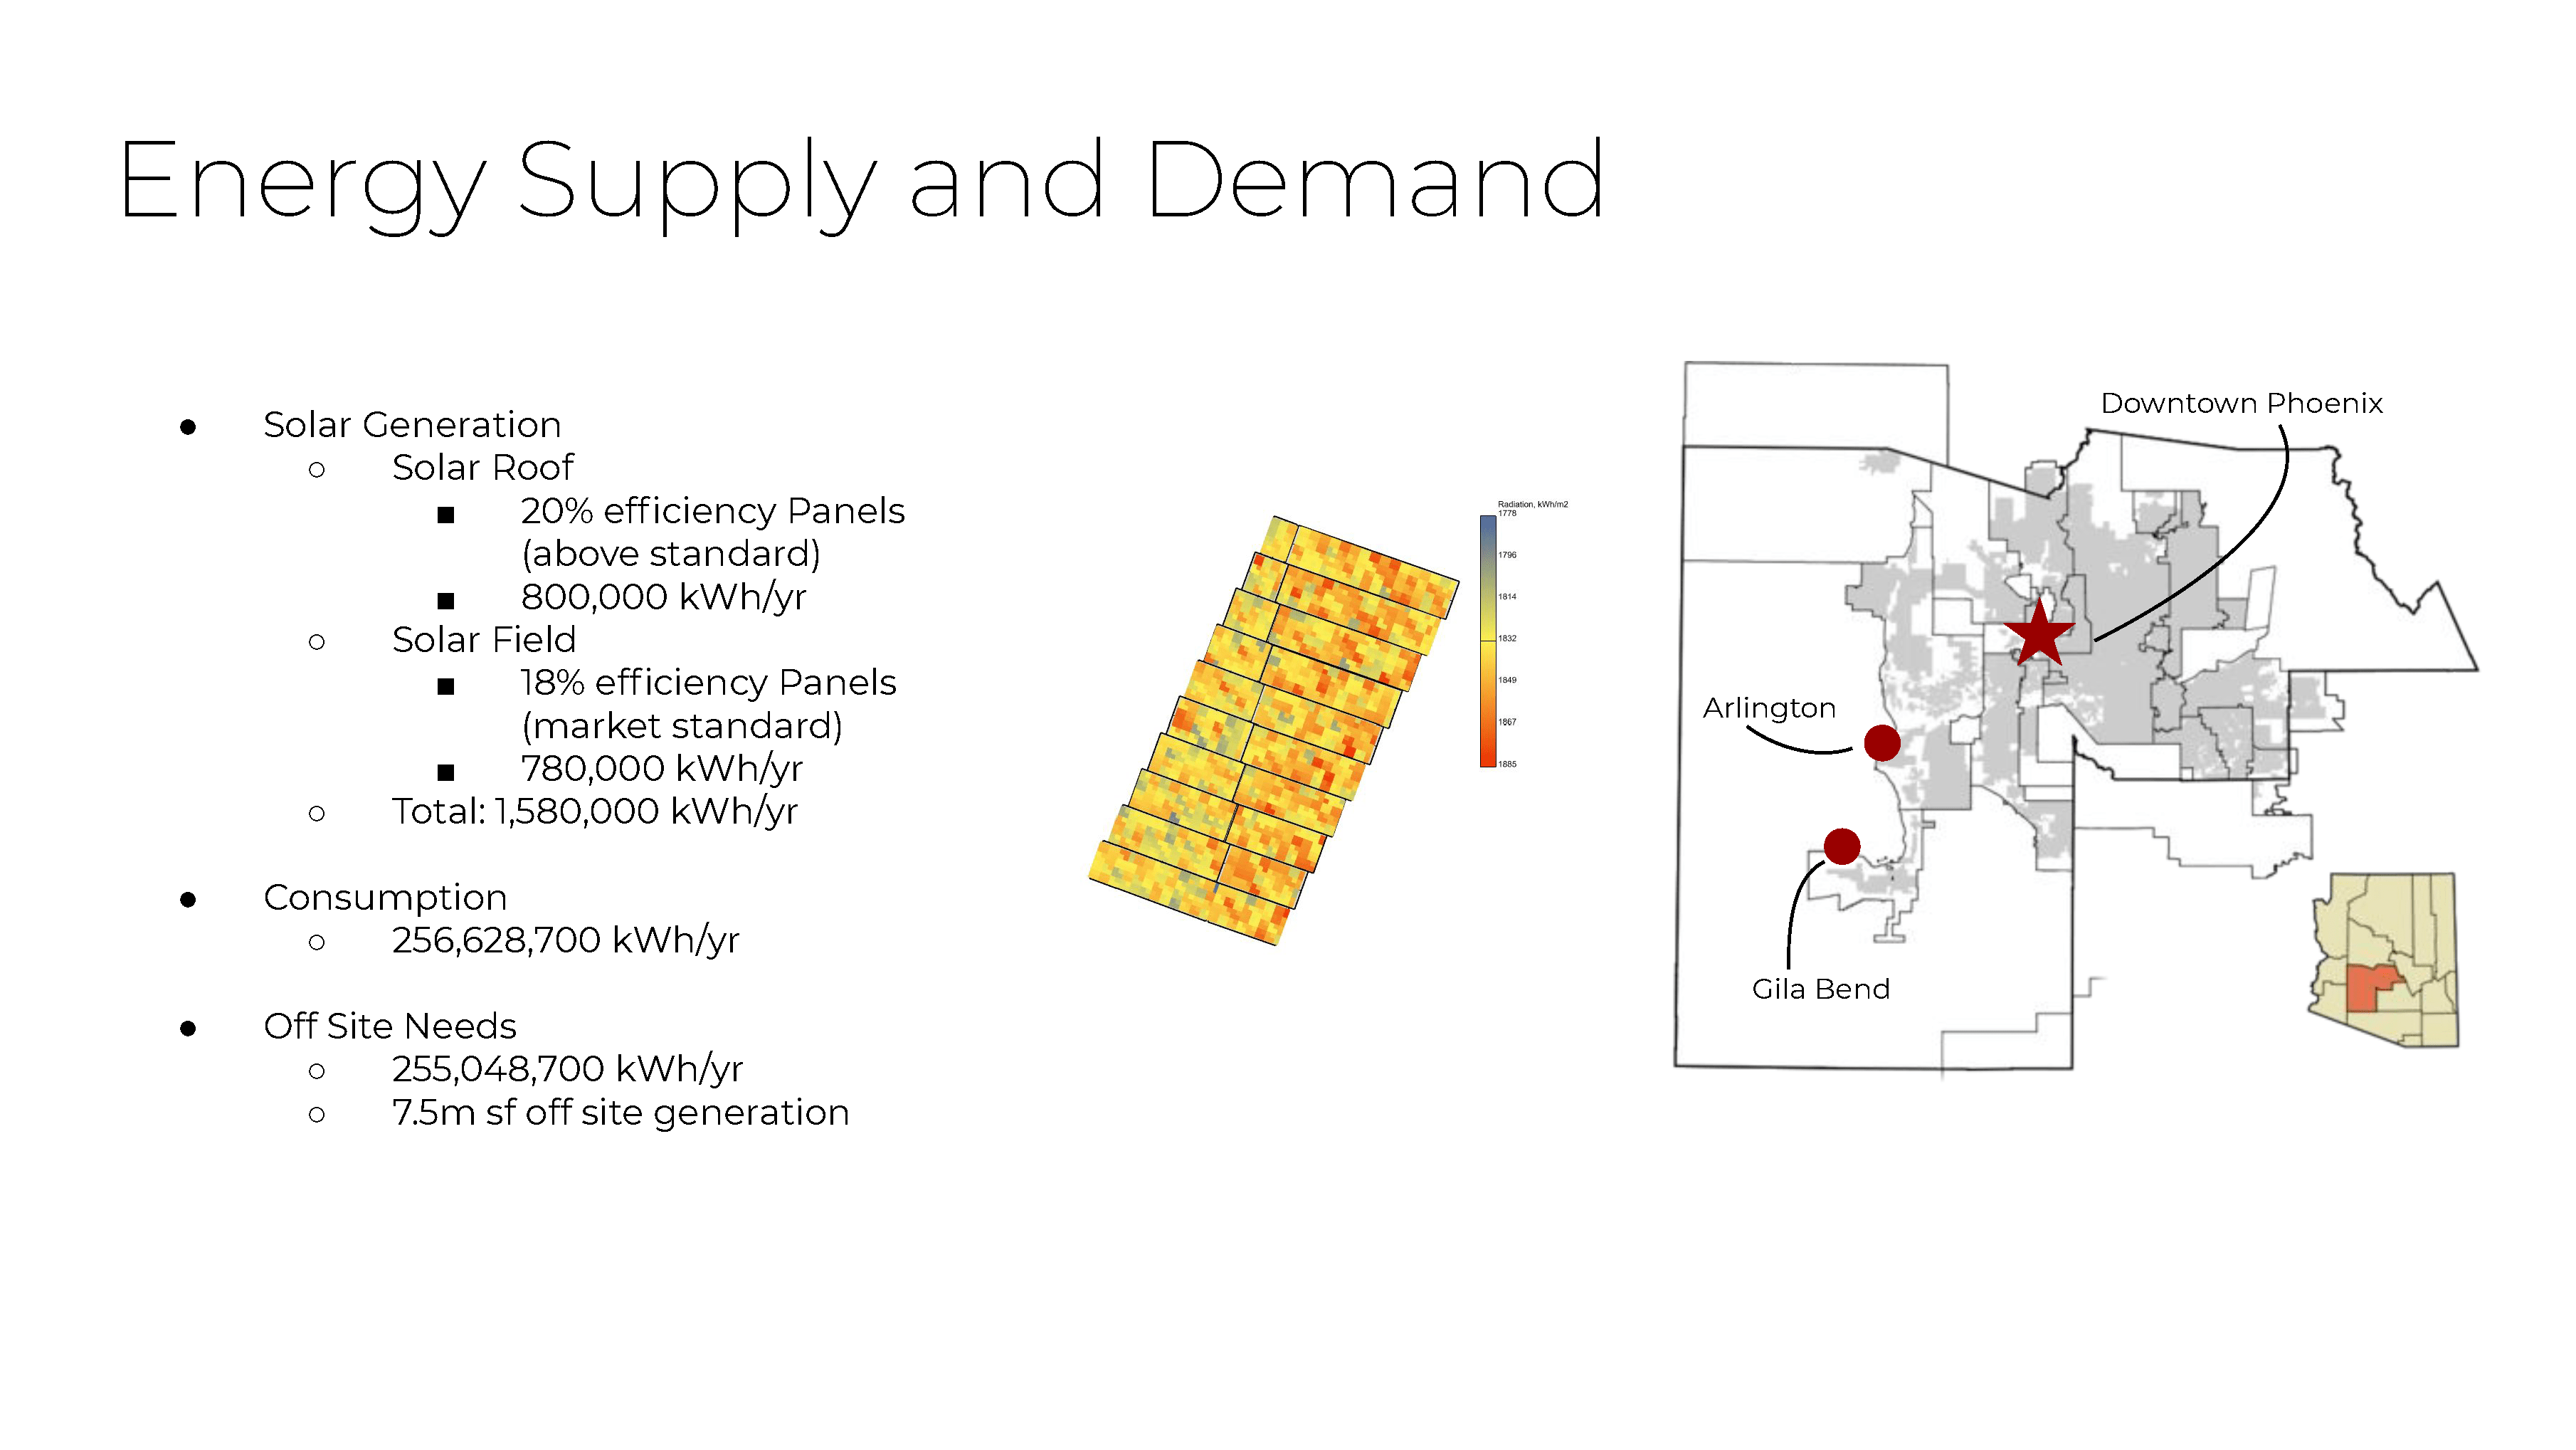 Energy Supply and Demand
● Solar Generation
○ Solar Roof
■ 20% efficiency Panels
(above standard)
■ 800,000 kWh/yr
○ Solar Field
■ 18% efficiency Panels
(market standard)
■ 780,000 kWh/yr
○ Total: 1,580,000 kWh/yr
● Consumption
○ 256,628,700 kWh/yr
● Off Site Needs
○ 255,048,700 kWh/yr
○ 7.5m sf off site generation
Radiation, kWh/m2
1778
1796
1814
1832
1849
1867
1885
Downtown Phoenix
Arlington
Gila Bend